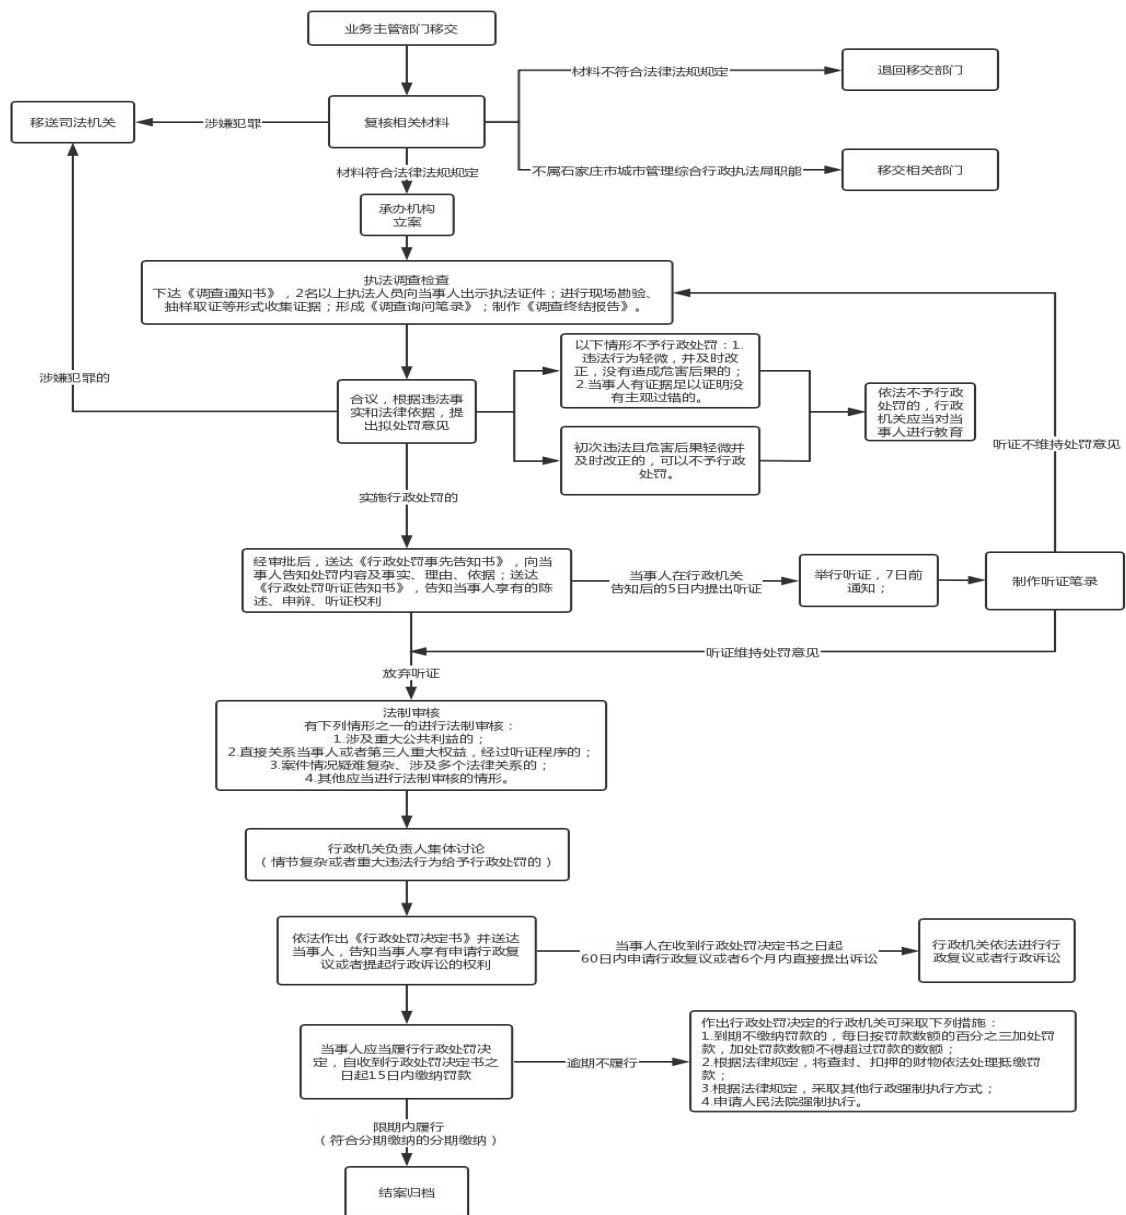 业务主管部门移交
材料不符合法律法规规定
退回移交部门
移送司法机关
涉嫌犯罪
复核相关材料
材料符合法律法规规定
不属石家庄市城市管理综合行政执法局职能
移交相关部门
承办机构
立案
执法调查检查
下达《调查通知书》，2名以上执法人员向当事人出示执法证件；进行现场勘验、
抽样取证等形式收集证据；形成《调查询问笔录》；制作《调查终结报告》。
涉嫌犯罪的
合议，根据违法事
实和法律依据，提
出拟处罚意见
以下情形不予行政处罚：1.
违法行为轻微，并及时改
正，没有造成危害后果的；
2.当事人有证据足以证明没
有主观过错的。
初次违法且危害后果轻微并
及时改正的，可以不予行政
处罚。
依法不予行政
处罚的，行政
机关应当对当
事人进行教育
听证不维持处罚意见
实施行政处罚的
经审批后，送达《行政处罚事先告知书》，向当
事人告知处罚内容及事实、理由、依据；送达
《行政处罚听证告知书》，告知当事人享有的陈
述、申辩、听证权利
当事人在行政机关
告知后的5日内提出听证
举行听证，7日前
通知；
制作听证笔录
听证维持处罚意见
放弃听证
法制审核
有下列情形之一的进行法制审核：
1.涉及重大公共利益的；
2.直接关系当事人或者第三人重大权益，经过听证程序的；
3.案件情况疑难复杂、涉及多个法律关系的；
4.其他应当进行法制审核的情形。
行政机关负责人集体讨论
（情节复杂或者重大违法行为给予行政处罚的）
依法作出《行政处罚决定书》并送达
当事人，告知当事人享有申请行政复
议或者提起行政诉讼的权利
当事人在收到行政处罚决定书之日起
60日内申请行政复议或者6个月内直接提出诉讼
行政机关依法进行行
政复议或者行政诉讼
当事人应当履行行政处罚决
定，自收到行政处罚决定书之
日起15日内缴纳罚款
逾期不履行
作出行政处罚决定的行政机关可采取下列措施：
1.到期不缴纳罚款的，每日按罚款数额的百分之三加处罚
款，加处罚款数额不得超过罚款的数额；
2.根据法律规定，将查封、扣押的财物依法处理抵缴罚
款；
3.根据法律规定，采取其他行政强制执行方式；
4.申请人民法院强制执行。
限期内履行
（符合分期缴纳的分期缴纳）
结案归档